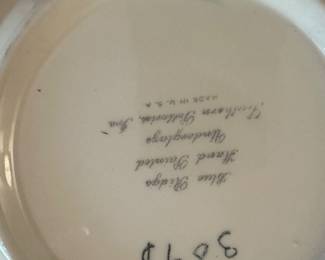 Blue Ridge
Hand Painted
Underglaze
Southern Potteries, Inc.
MADE IN U.S.A.